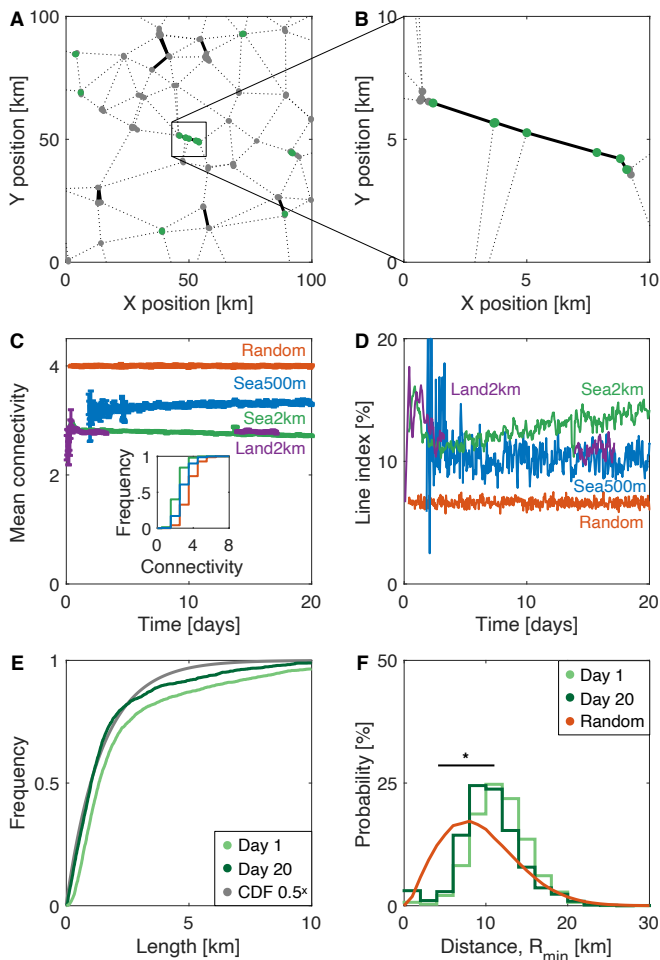 A
100
50
0
Y position [km]
0
50
100
X position [km]
B
10
5
0
Y position [km]
0
5
10
X position [km]
C
4
2
0
Mean connectivity
Random
Sea500m
Sea2km
Land2km
1
.5
0
Frequency
0
4
8
Connectivity
0
10
20
Time [days]
D
20
10
0
Line index [%]
Land2km
Sea2km
Sea500m
Random
0
10
20
Time [days]
E
1
0.5
0
Frequency
Day 1
Day 20
CDF 0.5ˣ
0
5
10
Length [km]
F
50
25
0
Probability [%]
Day 1
Day 20
Random
*
0
10
20
30
Distance, R_min [km]